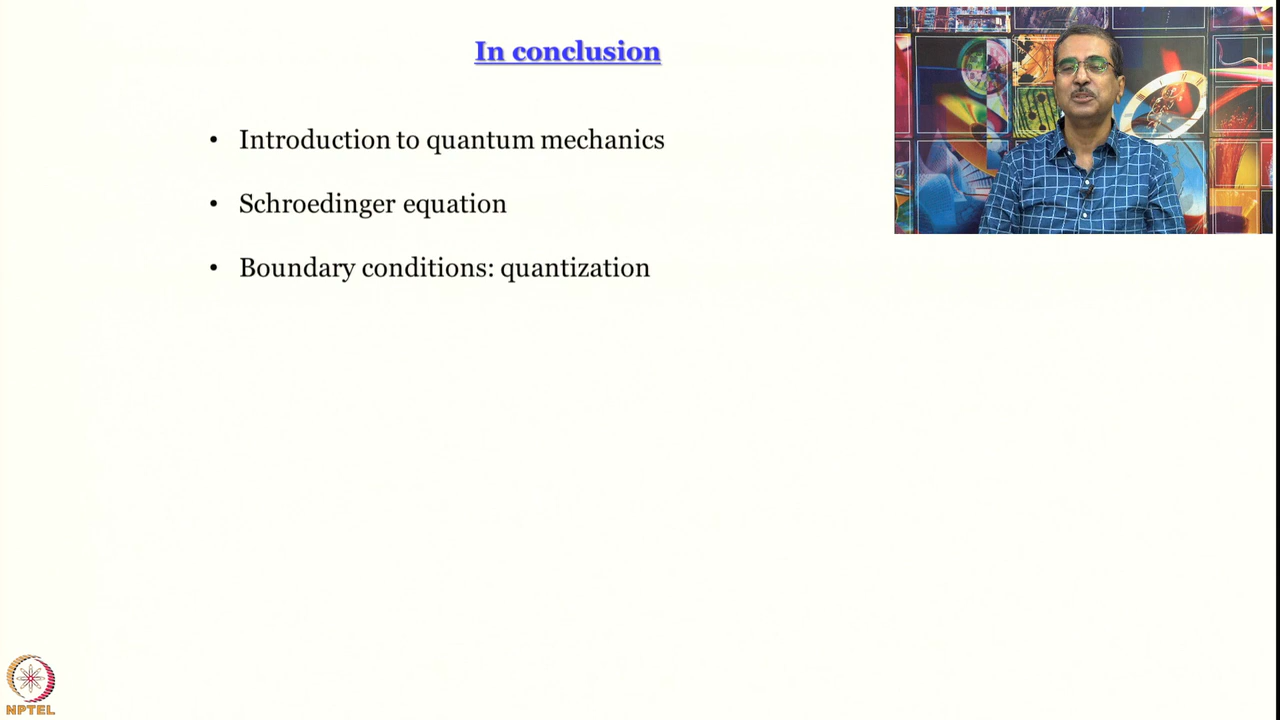 In conclusion
• Introduction to quantum mechanics
• Schroedinger equation
• Boundary conditions: quantization
NPTEL